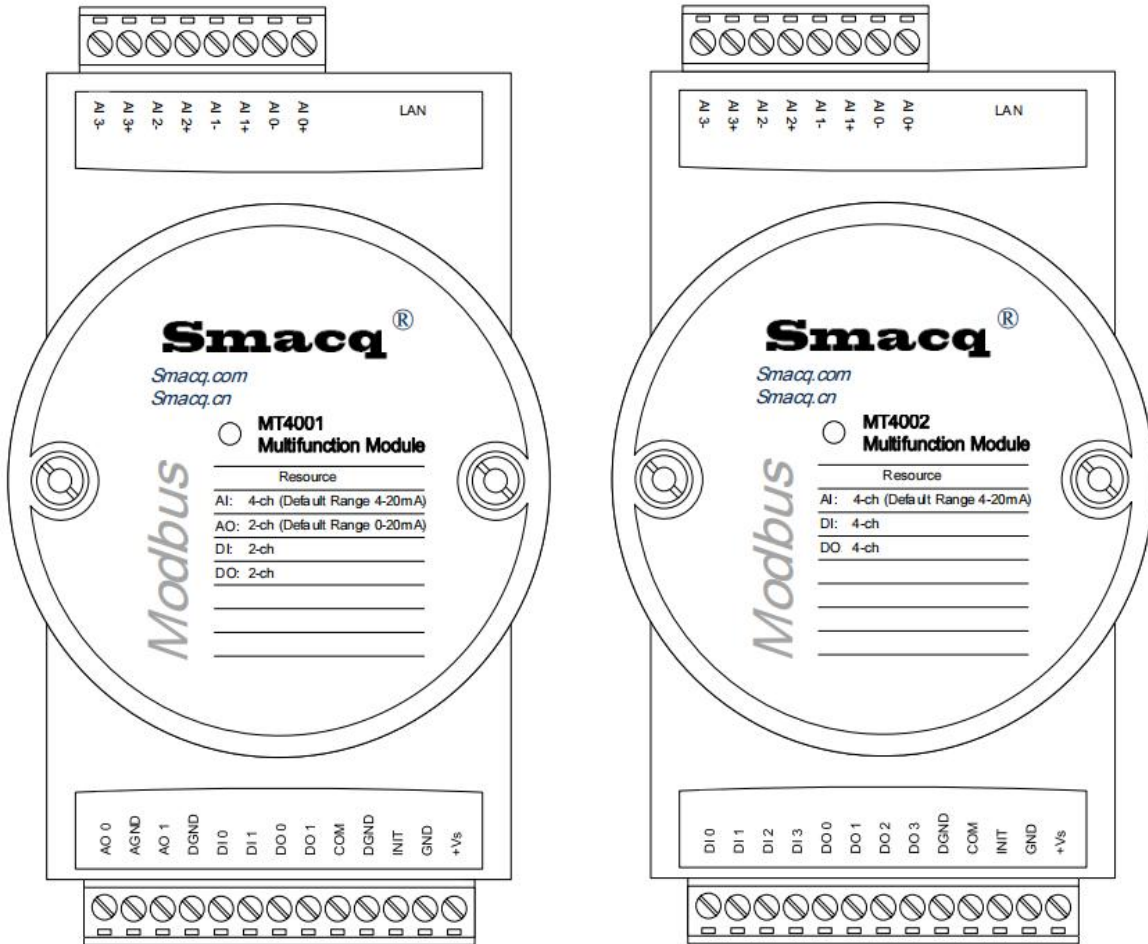 AI 3- AI 3+ AI 2- AI 2+ AI 1- AI 1+ AI 0- AI 0+ LAN
Smacq®
Smacq.com
Smacq.cn
MT4001
Multifunction Module
Modbus
Resource
AI: 4-ch (Default Range 4-20mA)
AO: 2-ch (Default Range 0-20mA)
DI: 2-ch
DO: 2-ch
AO 0 AGND AO 1 DGND DI 0 DI 1 DO 0 DO 1 COM DGND INIT GND +Vs
AI 3- AI 3+ AI 2- AI 2+ AI 1- AI 1+ AI 0- AI 0+ LAN
Smacq®
Smacq.com
Smacq.cn
MT4002
Multifunction Module
Modbus
Resource
AI: 4-ch (Default Range 4-20mA)
DI: 4-ch
DO 4-ch
DI 0 DI 1 DI 2 DI 3 DO 0 DO 1 DO 2 DO 3 DGND COM INIT GND +Vs